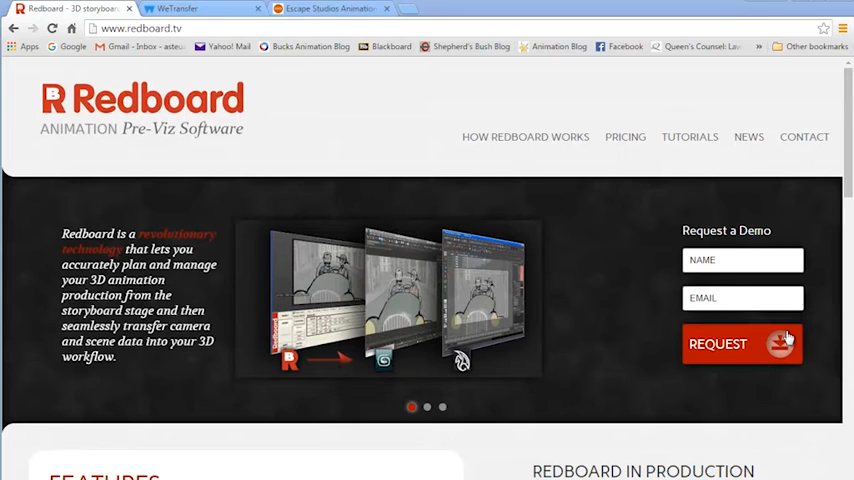 Redboard - 3D storyboar
WeTransfer
Escape Studios Animation
www.redboard.tv
Apps
Google
Gmail - Inbox - asteu
Yahoo! Mail
Bucks Animation Blog
Blackboard
Shepherd's Bush Blog
Animation Blog
Facebook
Queen's Counsel: La
Other bookmarks
Redboard
ANIMATION Pre-Viz Software
HOW REDBOARD WORKS
PRICING
TUTORIALS
NEWS
CONTACT
Redboard is a revolutionary
technology that lets you
accurately plan and manage
your 3D animation
production from the
storyboard stage and then
seamlessly transfer camera
and scene data into your 3D
workflow.
Redboard
Request a Demo
NAME
EMAIL
REQUEST
FEATURES
REDBOARD IN PRODUCTION